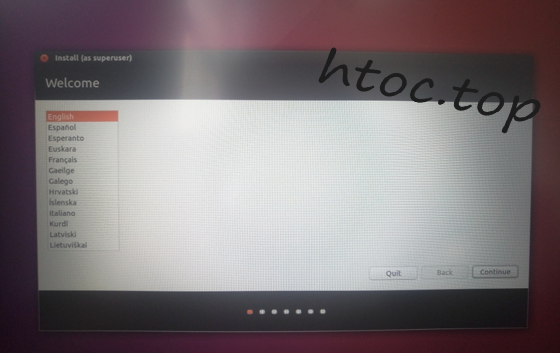 Install (as superuser)
Welcome
htoc.top
English
Español
Esperanto
Euskara
Français
Gaeilge
Galego
Hrvatski
Íslenska
Italiano
Kurdî
Latviski
Lietuviškai
Quit
Back
Continue